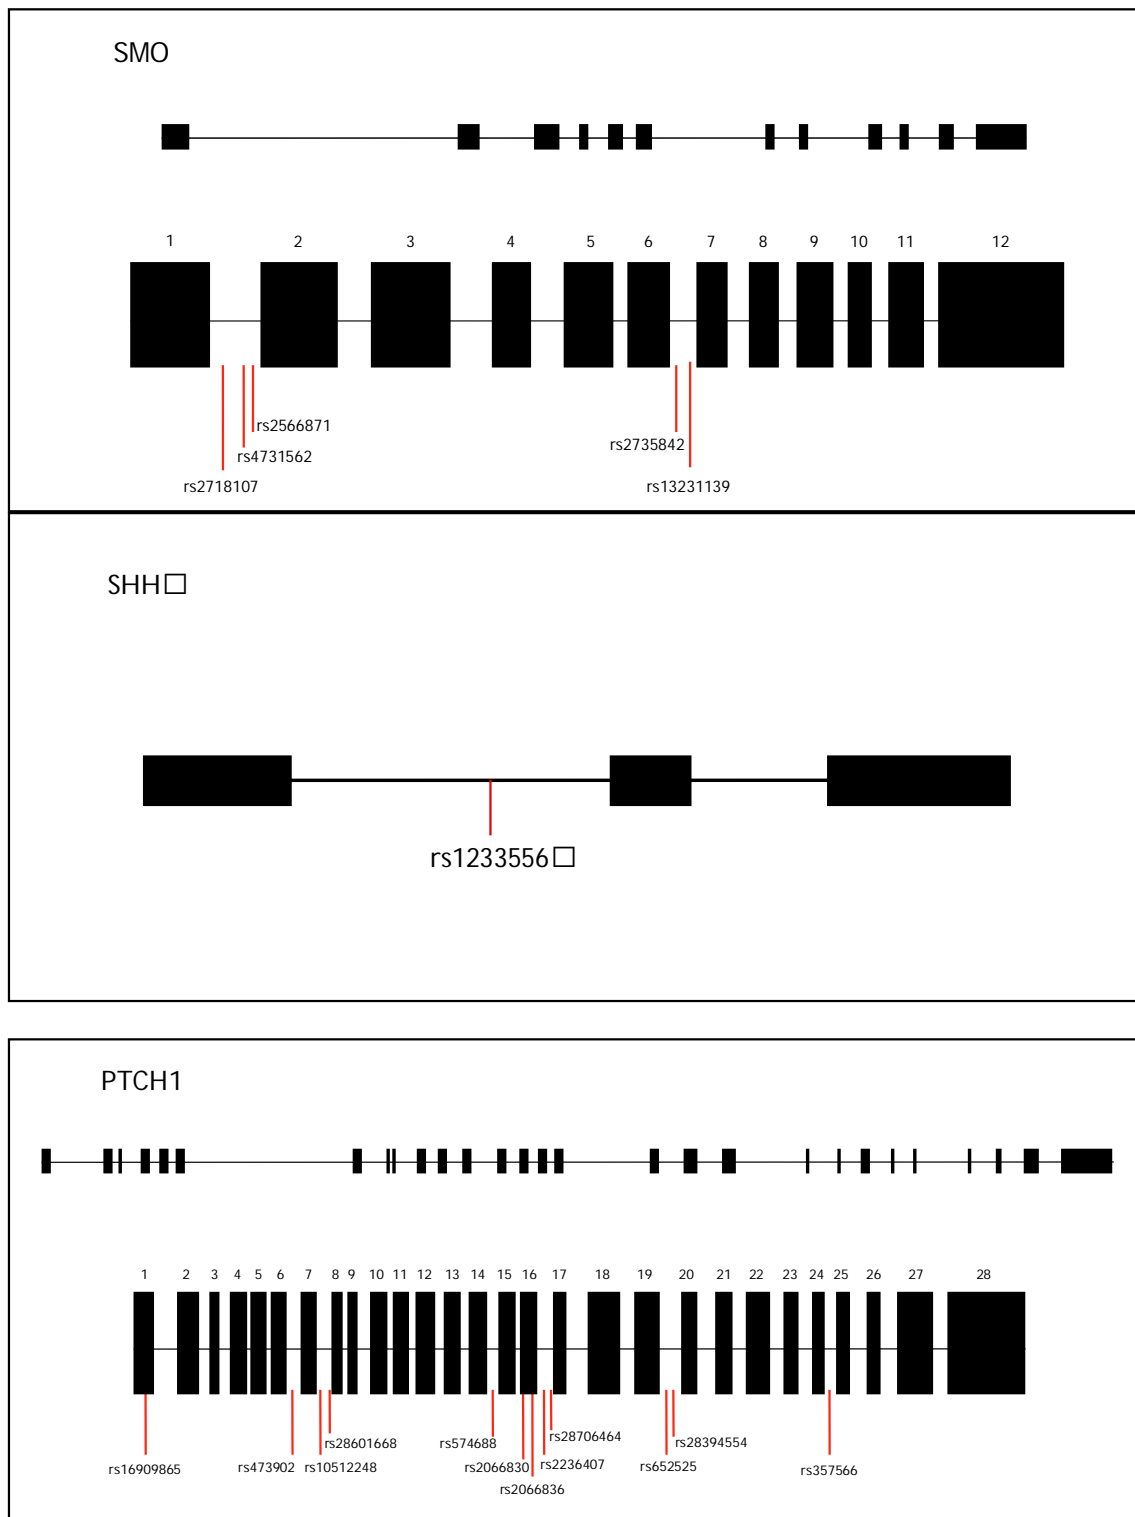 SMO
1 2 3 4 5 6 7 8 9 10 11 12
rs2566871
rs2735842
rs4731562
rs2718107
rs13231139
SHH□
rs1233556□
PTCH1
1 2 3 4 5 6 7 8 9 10 11 12 13 14 15 16 17 18 19 20 21 22 23 24 25 26 27 28
rs28706464
rs28601668
rs574688
rs28394554
rs2066830
rs2236407
rs652525
rs357566
rs16909865
rs473902
rs10512248
rs2066836